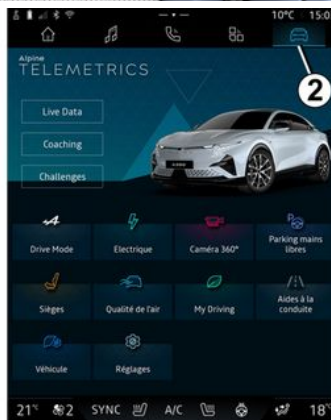 10°C 15:0
2
Alpine
TELEMETRICS
Live Data
Coaching
Challenges
Drive Mode
Electrique
Caméra 360°
Parking mains
libres
Sièges
Qualité de l'air
My Driving
Aides à la
conduite
Véhicule
Réglages
21°c 2 SYNC A/C 18°